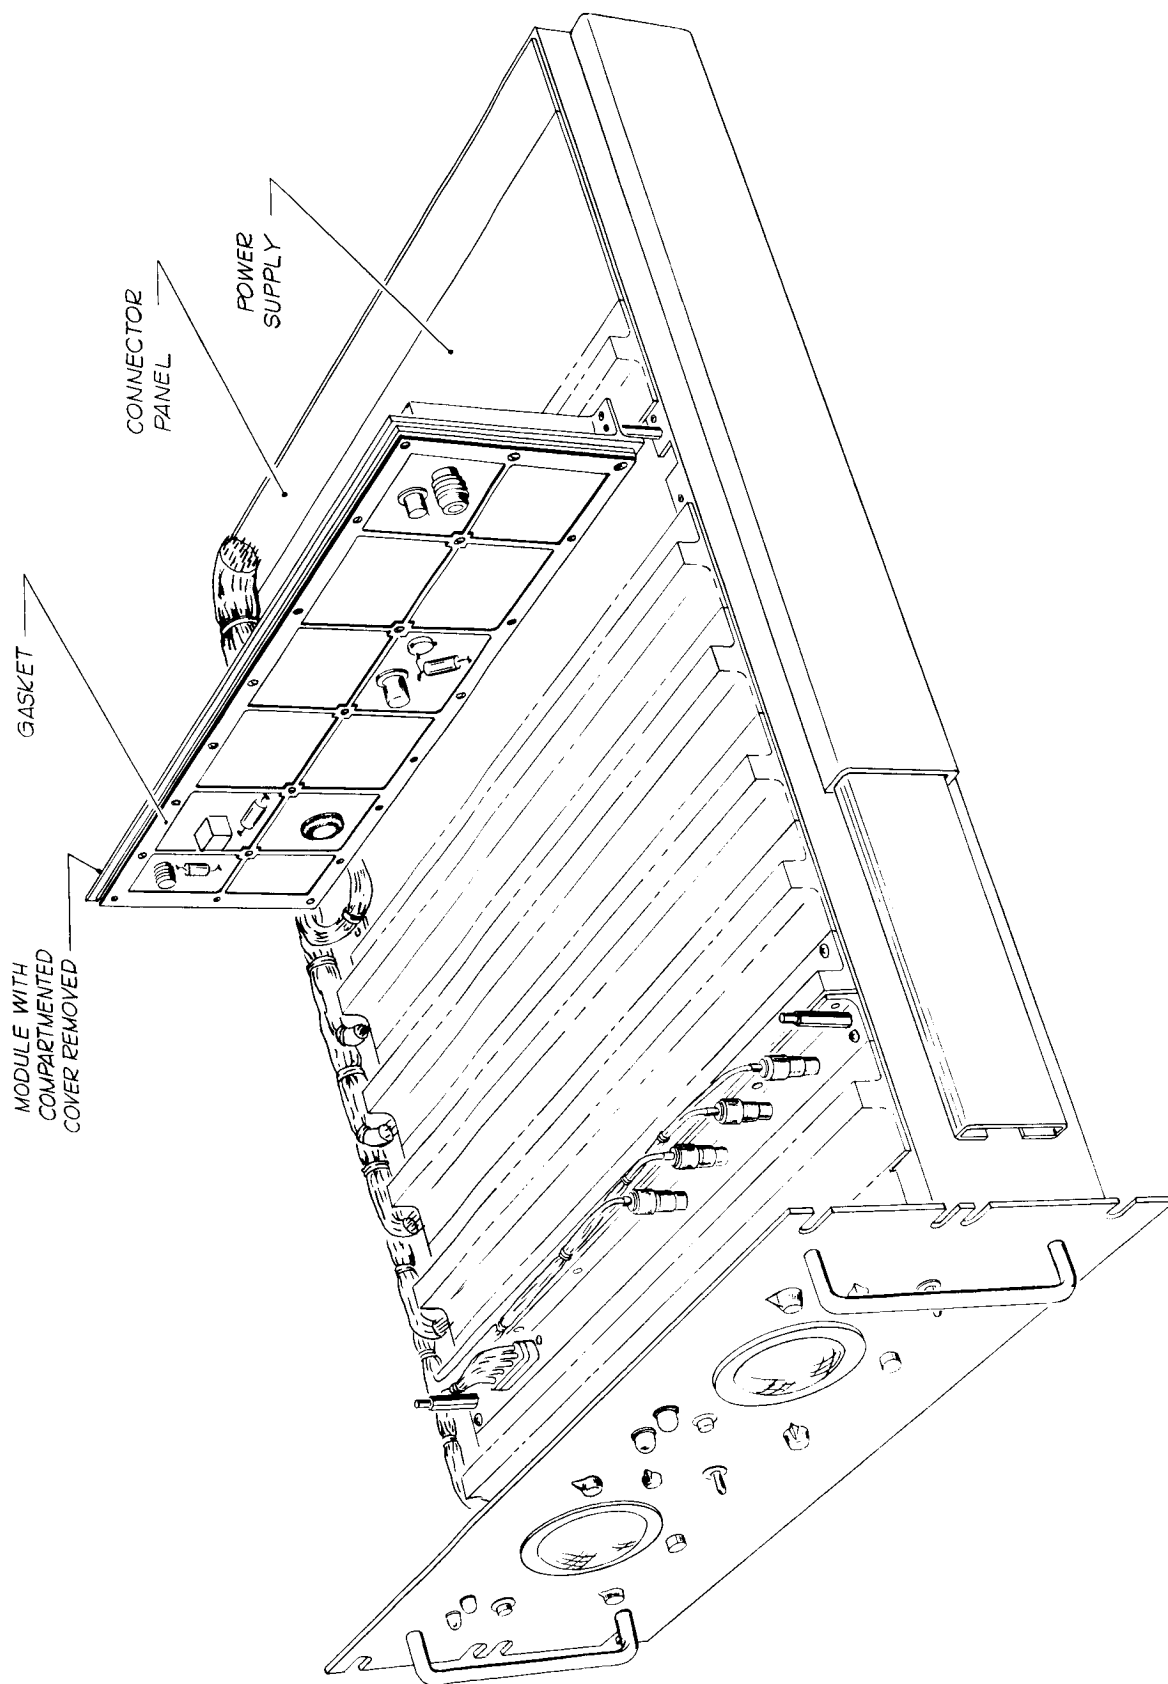 MODULE WITH
COMPARTMENTED
COVER REMOVED
GASKET
CONNECTOR
PANEL
POWER
SUPPLY